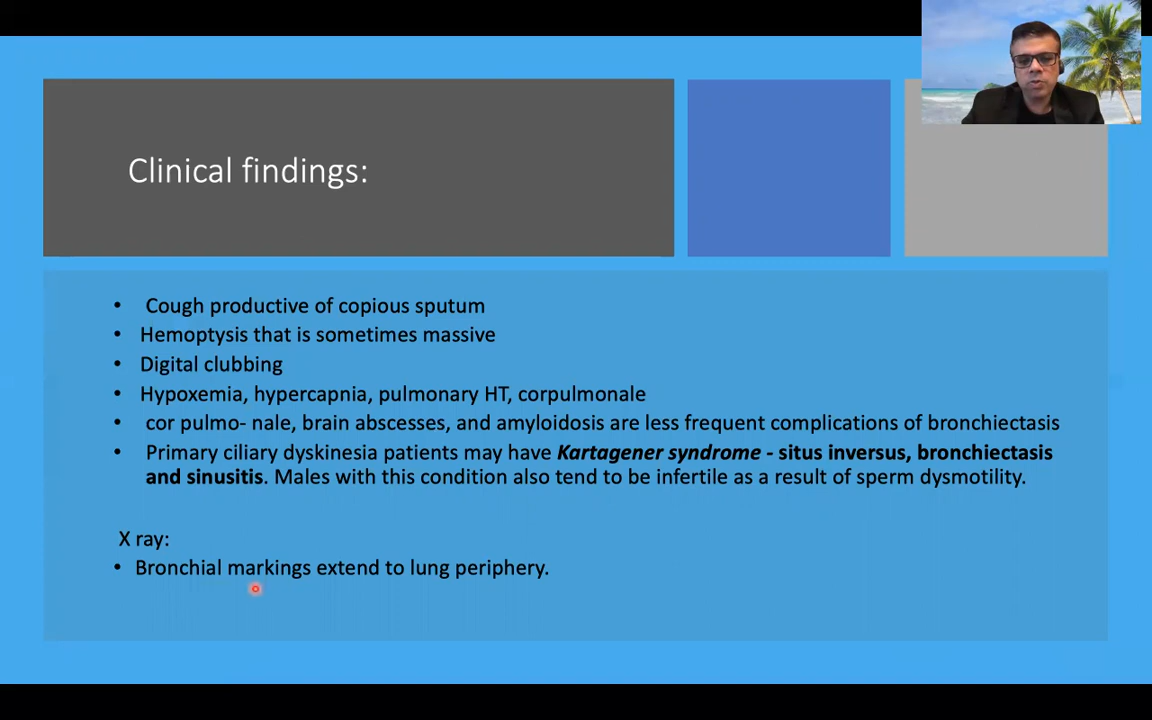 Clinical findings:
• Cough productive of copious sputum
• Hemoptysis that is sometimes massive
• Digital clubbing
• Hypoxemia, hypercapnia, pulmonary HT, corpulmonale
• cor pulmo- nale, brain abscesses, and amyloidosis are less frequent complications of bronchiectasis
• Primary ciliary dyskinesia patients may have Kartagener syndrome - situs inversus, bronchiectasis
and sinusitis. Males with this condition also tend to be infertile as a result of sperm dysmotility.
X ray:
• Bronchial markings extend to lung periphery.